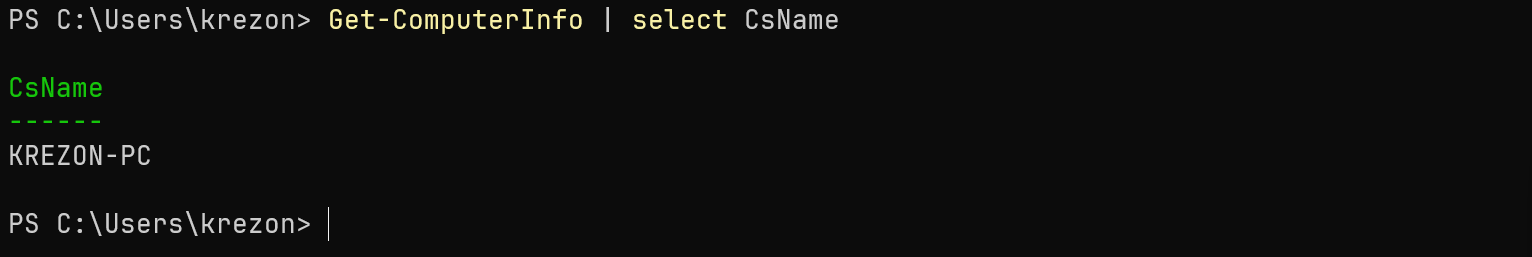 PS C:\Users\krezon> Get-ComputerInfo | select CsName
CsName
------
KREZON-PC
PS C:\Users\krezon>